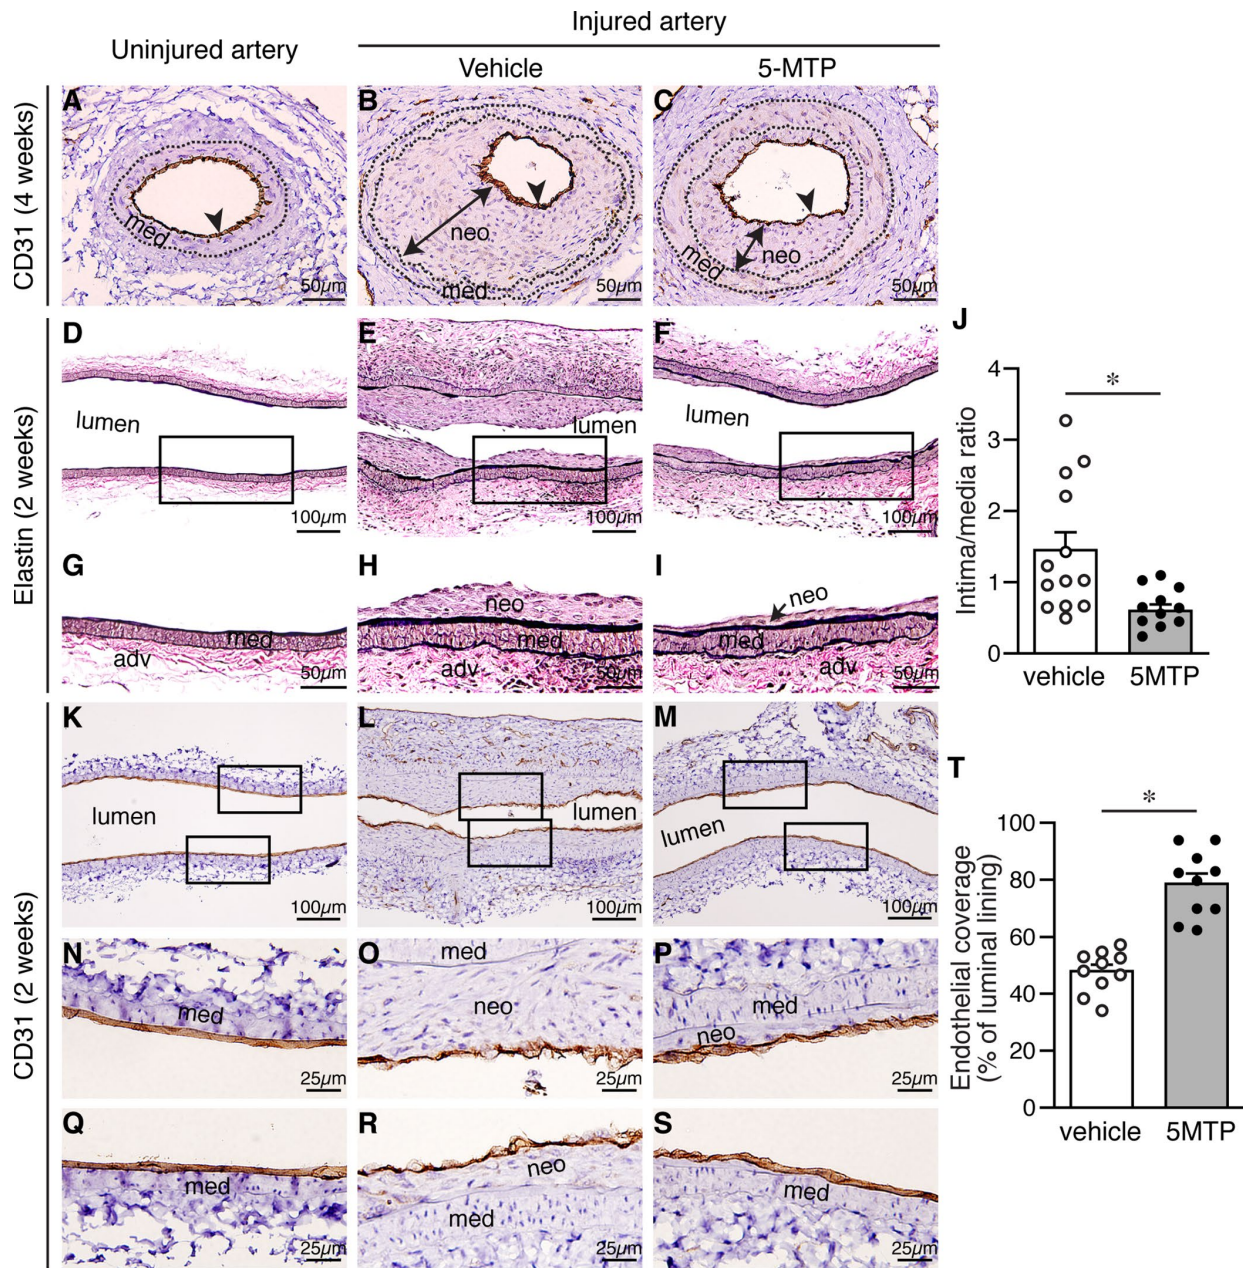 Injured artery
Uninjured artery
Vehicle
5-MTP
CD31 (4 weeks)
A
med
50µm
B
neo
med
50µm
C
med
neo
50µm
Elastin (2 weeks)
D
lumen
100µm
E
lumen
100µm
F
lumen
100µm
G
med
adv
50µm
H
neo
med
adv
50µm
I
neo
med
adv
50µm
J
Intima/media ratio
4
3
2
1
0
*
vehicle
5MTP
CD31 (2 weeks)
K
lumen
100µm
L
lumen
100µm
M
lumen
100µm
N
med
25µm
O
med
neo
25µm
P
med
neo
25µm
Q
med
25µm
R
neo
med
25µm
S
med
25µm
T
Endothelial coverage
(% of luminal lining)
100
80
60
40
20
0
*
vehicle
5MTP